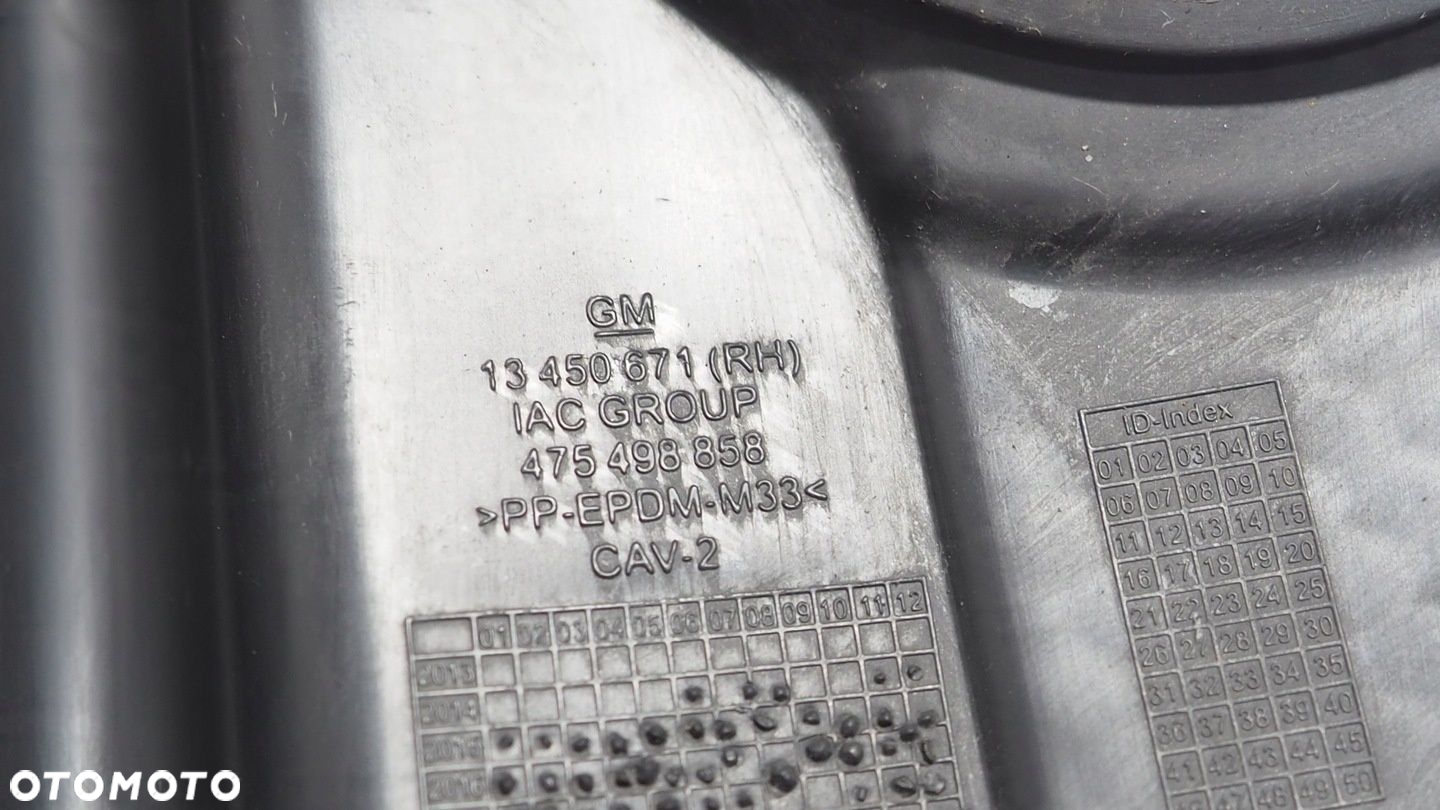 GM
13 450 671 (RH)
IAC GROUP
475 498 858
>PP-EPDM-M33<
CAV-2
01 02 03 04 05 06 07 08 09 10 11 12
2013
2014
2015
2016
ID-Index
01 02 03 04 05
06 07 08 09 10
11 12 13 14 15
16 17 18 19 20
21 22 23 24 25
26 27 28 29 30
31 32 33 34 35
36 37 38 39 40
41 42 43 44 45
47 48 49 50
OTOMOTO